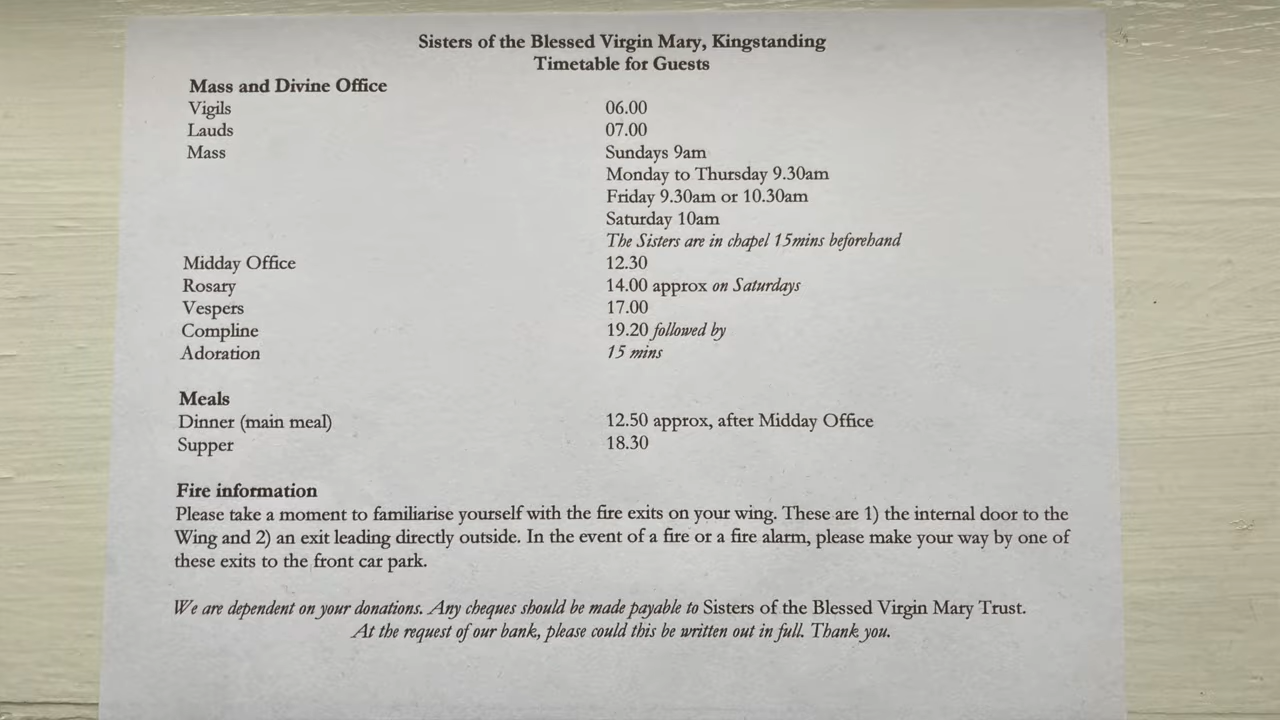 Sisters of the Blessed Virgin Mary, Kingstanding
Timetable for Guests
Mass and Divine Office
Vigils 06.00
Lauds 07.00
Mass Sundays 9am
Monday to Thursday 9.30am
Friday 9.30am or 10.30am
Saturday 10am
The Sisters are in chapel 15mins beforehand
Midday Office 12.30
Rosary 14.00 approx on Saturdays
Vespers 17.00
Compline 19.20 followed by
Adoration 15 mins
Meals
Dinner (main meal) 12.50 approx, after Midday Office
Supper 18.30
Fire information
Please take a moment to familiarise yourself with the fire exits on your wing. These are 1) the internal door to the
Wing and 2) an exit leading directly outside. In the event of a fire or a fire alarm, please make your way by one of
these exits to the front car park.
We are dependent on your donations. Any cheques should be made payable to Sisters of the Blessed Virgin Mary Trust.
At the request of our bank, please could this be written out in full. Thank you.